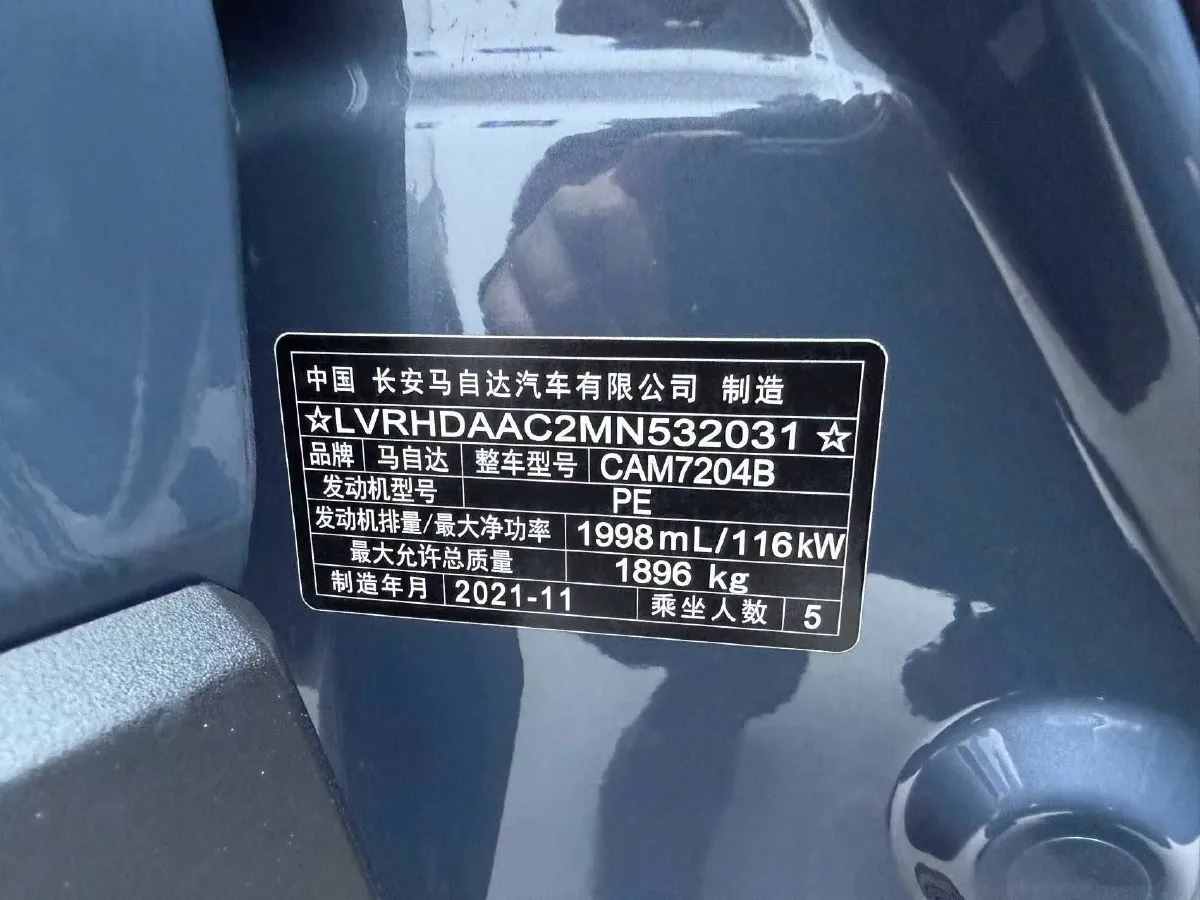 中国 长安马自达汽车有限公司 制造
☆LVRHDAAC2MN532031☆
品牌 马自达 整车型号 CAM7204B
发动机型号 PE
发动机排量/最大净功率 1998mL/116kW
最大允许总质量 1896 kg
制造年月 2021-11 乘坐人数 5